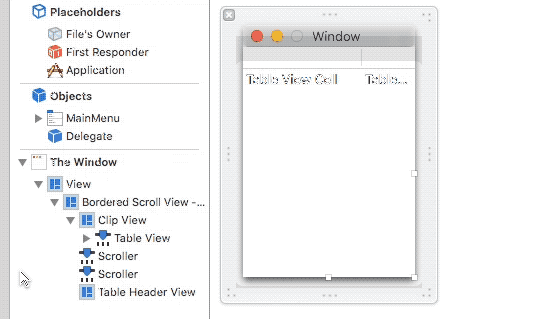 Placeholders
File's Owner
First Responder
Application
Objects
MainMenu
Delegate
The Window
View
Bordered Scroll View -...
Clip View
Table View
Scroller
Scroller
Table Header View
Window
Table View Cell Table...